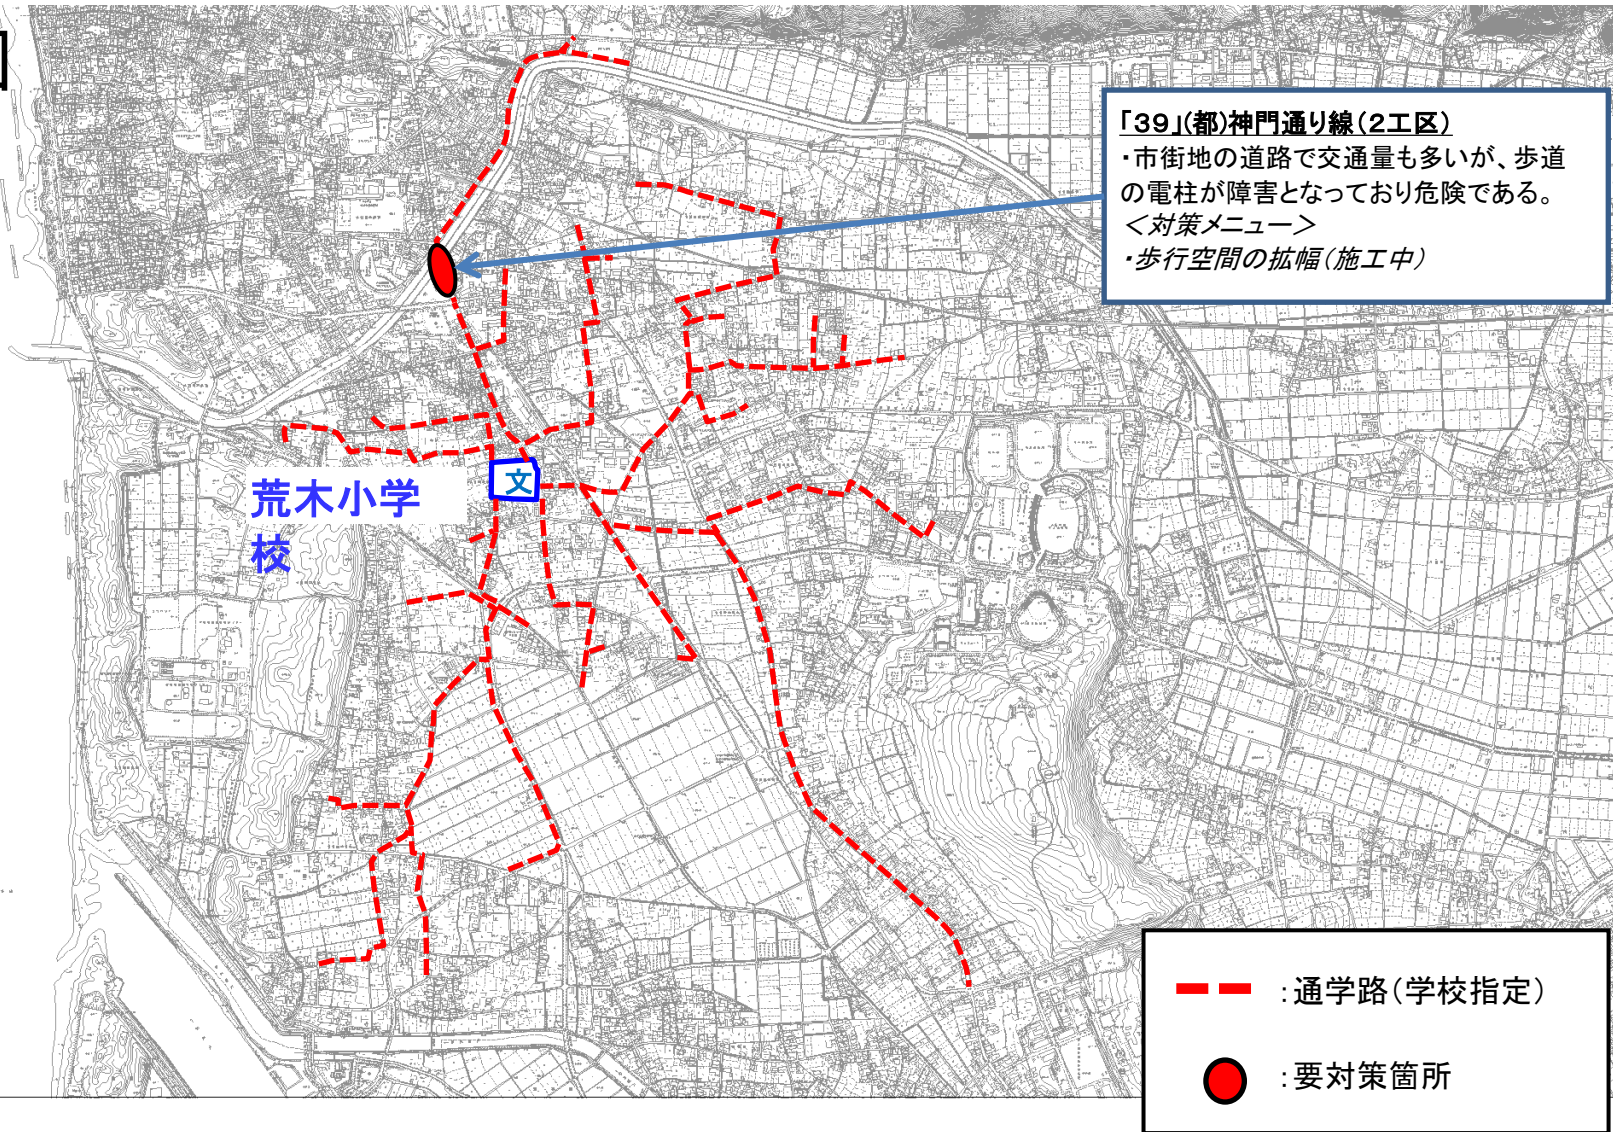 「39」(都)神門通り線(2工区)
・市街地の道路で交通量も多いが、歩道
の電柱が障害となっており危険である。
<対策メニュー>
・歩行空間の拡幅(施工中)
文
荒木小学
校
:通学路(学校指定)
:要対策箇所